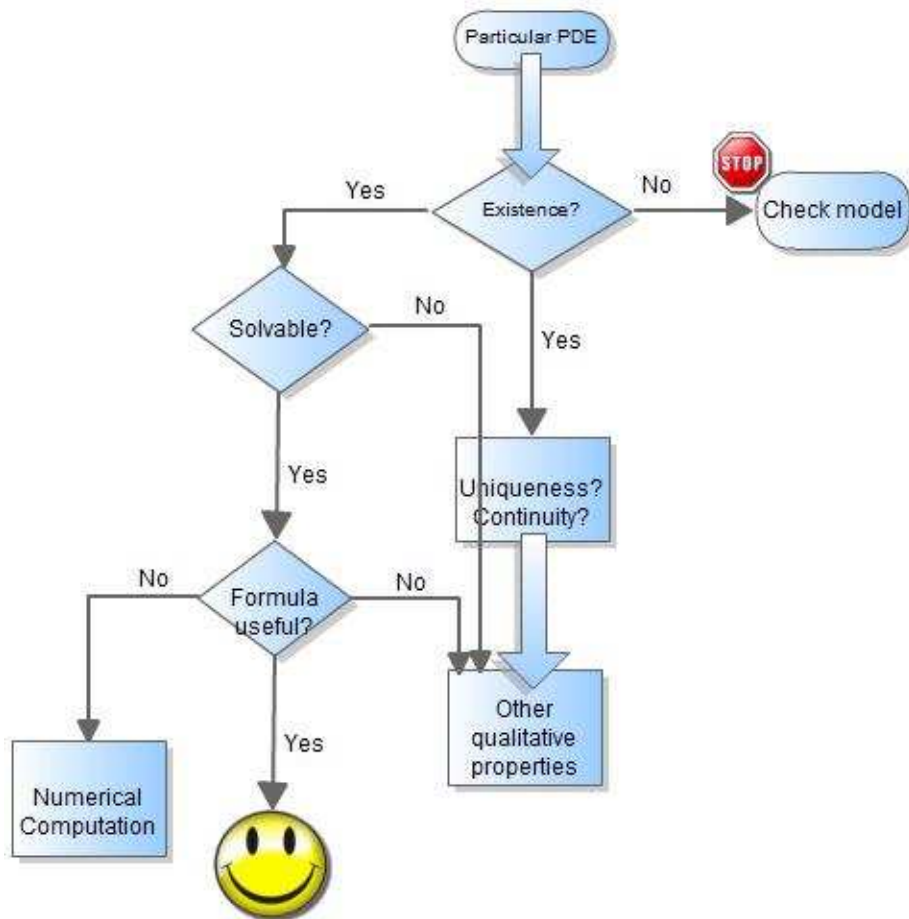 Particular PDE
STOP
Yes
No
Existence?
Check model
Solvable?
No
Yes
Yes
Uniqueness?
Continuity?
No
No
Formula
useful?
Other
qualitative
properties
Yes
Numerical
Computation